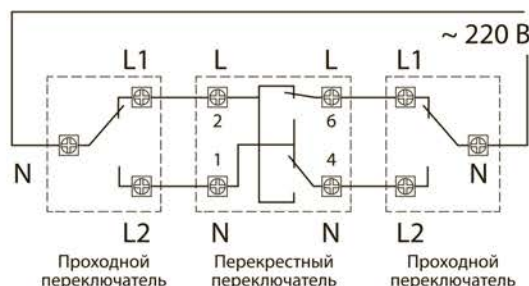 ~ 220 В
L1 L L L1
2 6
N 1 4 N
L2 N N L2
Проходной Перекрестный Проходной
переключатель переключатель переключатель